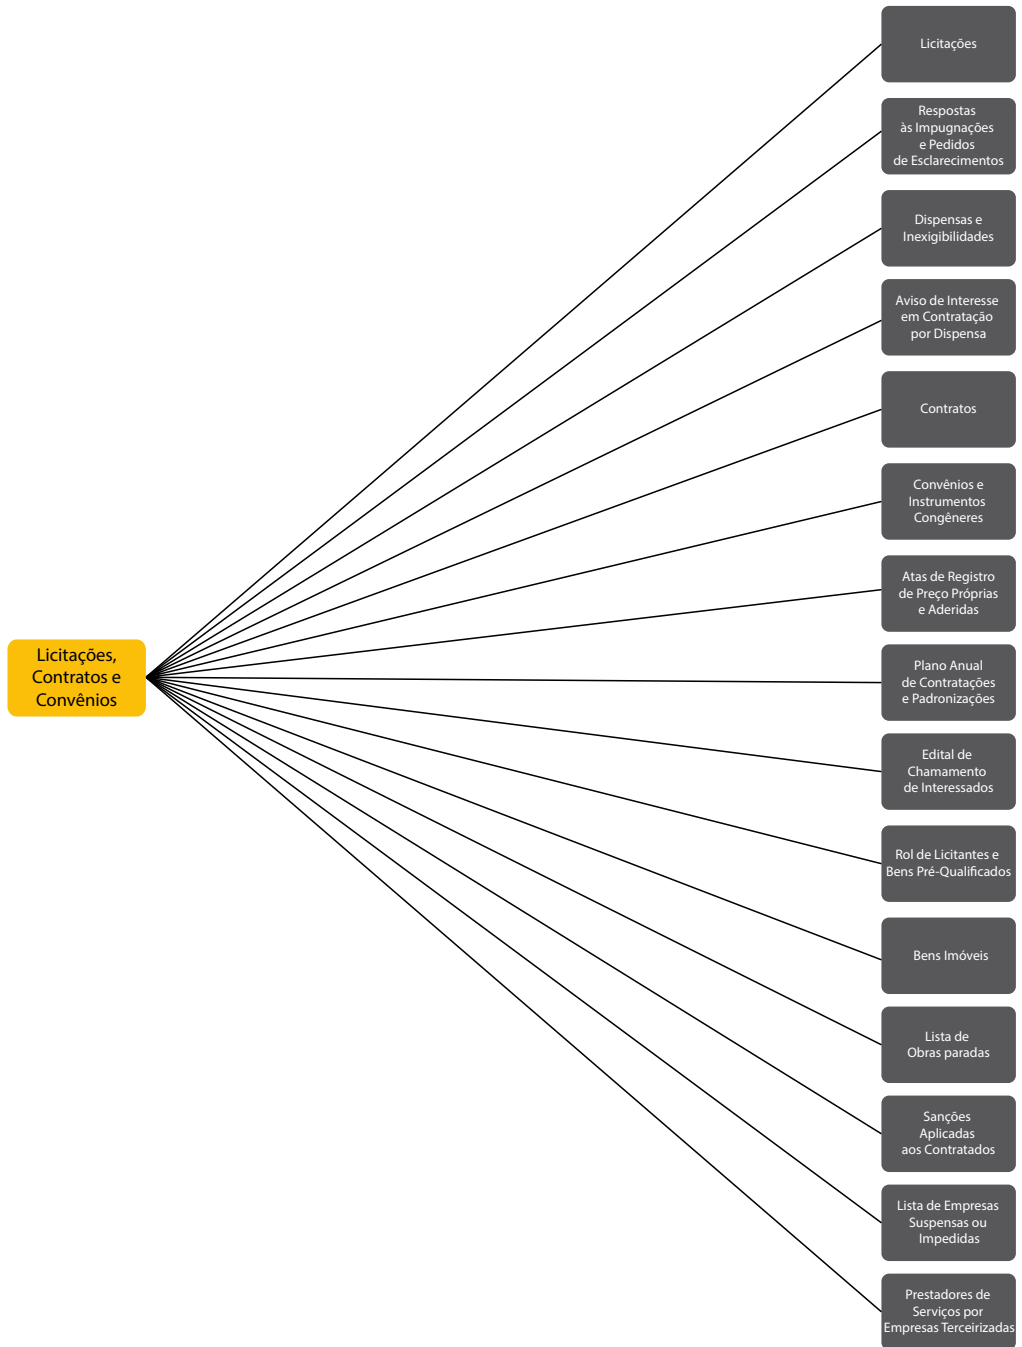 Licitações
Respostas
às Impugnações
e Pedidos
de Esclarecimentos
Dispensas e
Inexigibilidades
Aviso de Interesse
em Contratação
por Dispensa
Contratos
Convênios e
Instrumentos
Congêneres
Atas de Registro
de Preço Próprias
e Aderidas
Licitações,
Contratos e
Convênios
Plano Anual
de Contratações
e Padronizações
Edital de
Chamamento
de Interessados
Rol de Licitantes e
Bens Pré-Qualificados
Bens Imóveis
Lista de
Obras paradas
Sanções
Aplicadas
aos Contratados
Lista de Empresas
Suspensas ou
Impedidas
Prestadores de
Serviços por
Empresas Terceirizadas